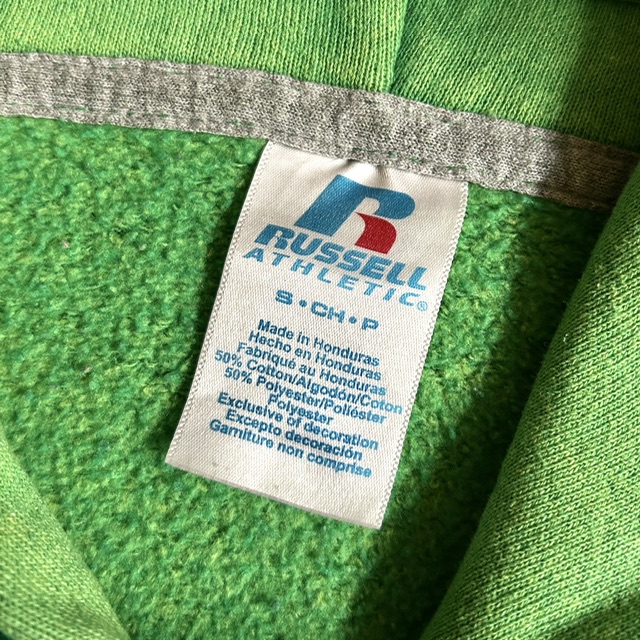 R
RUSSELL
ATHLETIC®
S•CH•P
Made in Honduras
Hecho en Honduras
Fabriqué au Honduras
50% Cotton/Algodón/Coton
50% Polyester/Poliéster
Polyester
Exclusive of decoration
Excepto decoración
Garniture non comprise